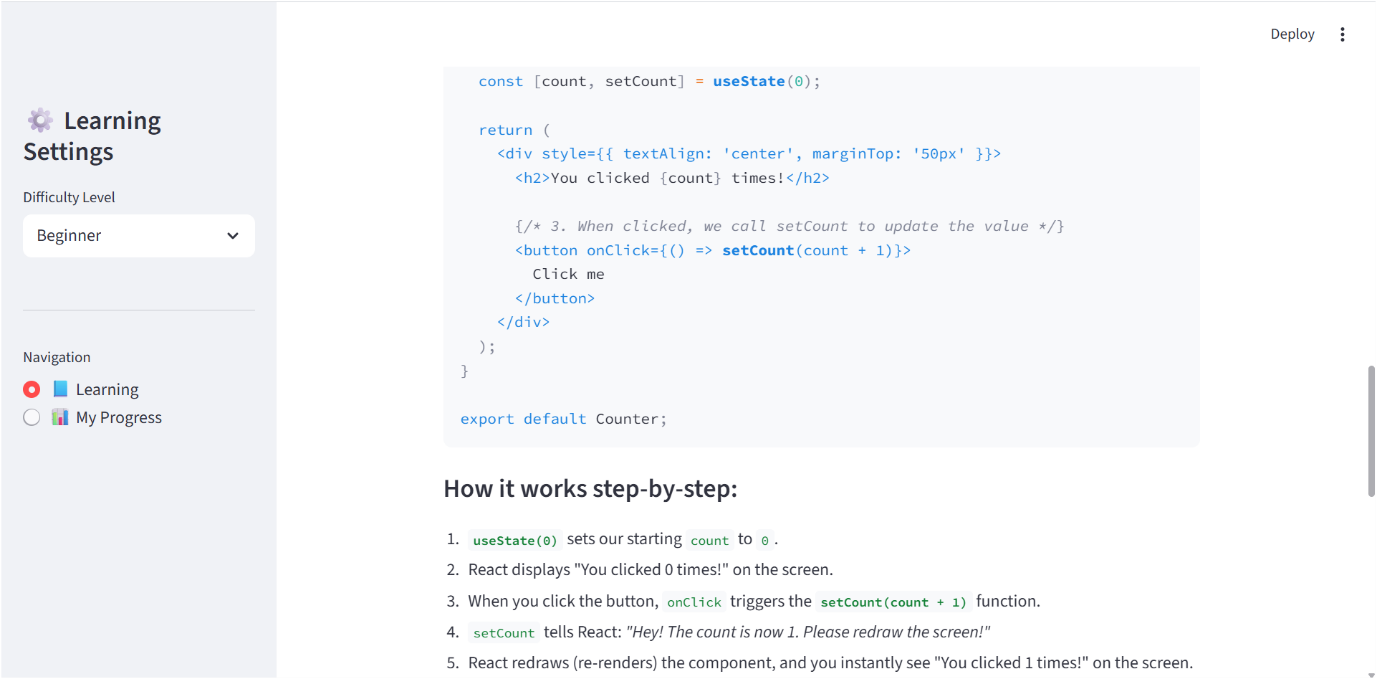 Deploy
Learning
Settings
Difficulty Level
Beginner
Navigation
Learning
My Progress
const [count, setCount] = useState(0);
return (
<div style={{ textAlign: 'center', marginTop: '50px' }}>
<h2>You clicked {count} times!</h2>
{/* 3. When clicked, we call setCount to update the value */}
<button onClick={() => setCount(count + 1)}>
Click me
</button>
</div>
);
}
export default Counter;
How it works step-by-step:
1. useState(0) sets our starting count to 0 .
2. React displays "You clicked 0 times!" on the screen.
3. When you click the button, onClick triggers the setCount(count + 1) function.
4. setCount tells React: "Hey! The count is now 1. Please redraw the screen!"
5. React redraws (re-renders) the component, and you instantly see "You clicked 1 times!" on the screen.